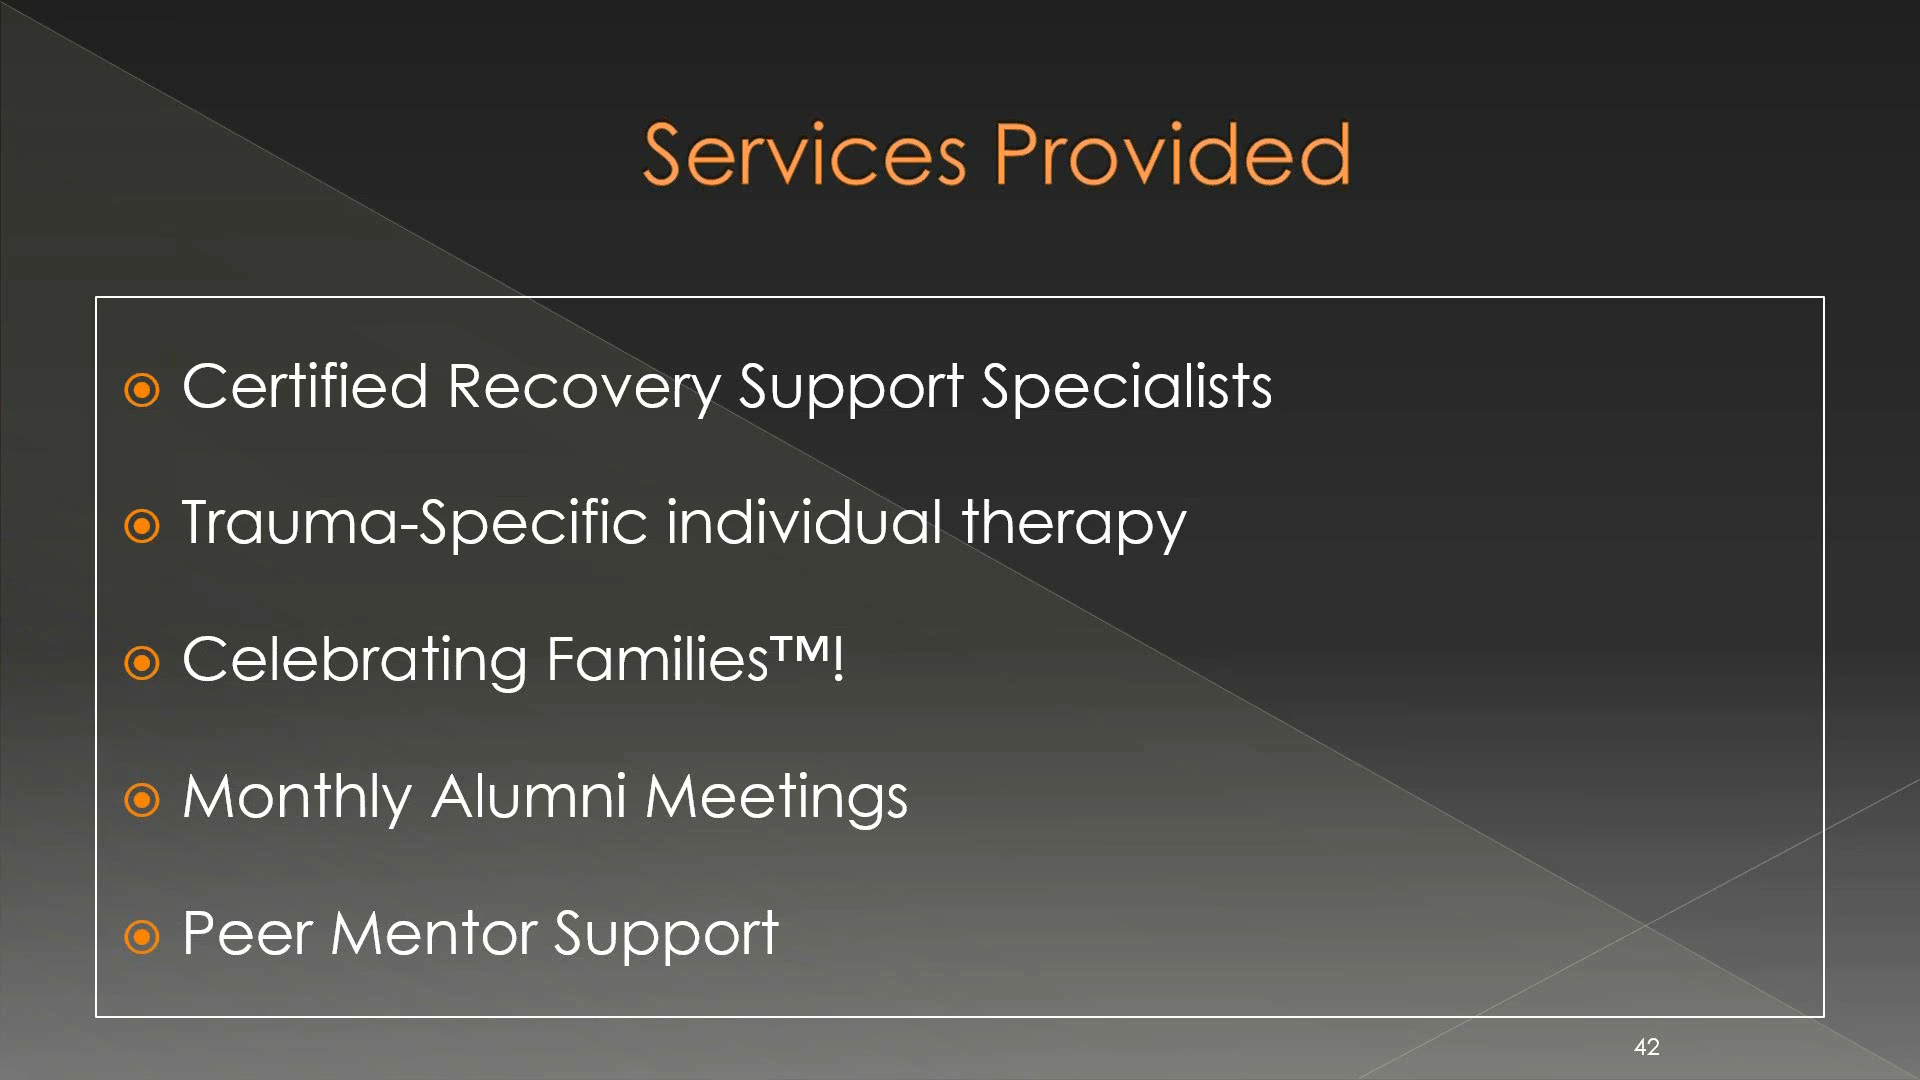 Services Provided
Certified Recovery Support Specialists
Trauma-Specific individual therapy
Celebrating Families™!
Monthly Alumni Meetings
Peer Mentor Support
42